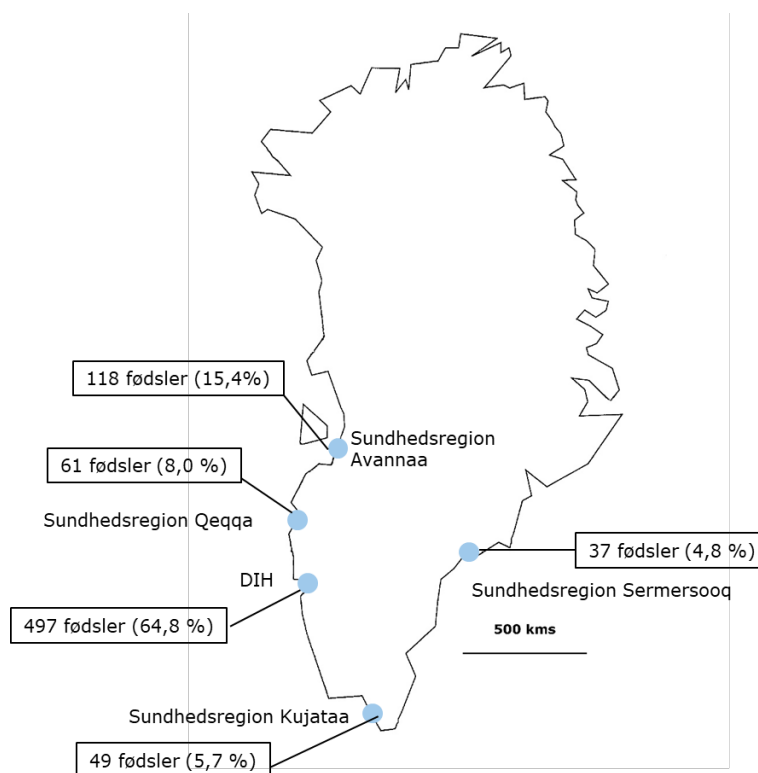 118 fødsler (15,4%)
Sundhedsregion
Avannaa
61 fødsler (8,0 %)
Sundhedsregion Qeqqa
37 fødsler (4,8 %)
DIH
Sundhedsregion Sermersooq
497 fødsler (64,8 %)
500 kms
Sundhedsregion Kujataa
49 fødsler (5,7 %)